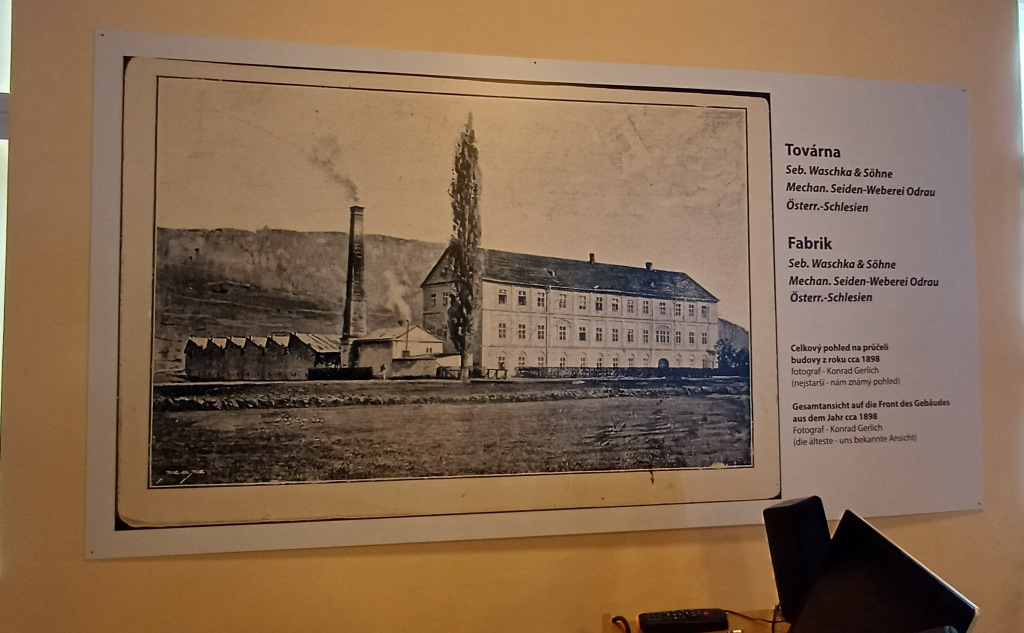 Továrna
Seb. Waschka & Söhne
Mechan. Seiden-Weberei Odrau
Österr.-Schlesien
Fabrik
Seb. Waschka & Söhne
Mechan. Seiden-Weberei Odrau
Österr.-Schlesien
Celkový pohled na průčelí
budovy z roku cca 1898
fotograf - Konrad Gerlich
(nejstarší - nám známý pohled)
Gesamtansicht auf die Front des Gebäudes
aus dem Jahr cca 1898
Fotograf - Konrad Gerlich
(die älteste - uns bekannte Ansicht)